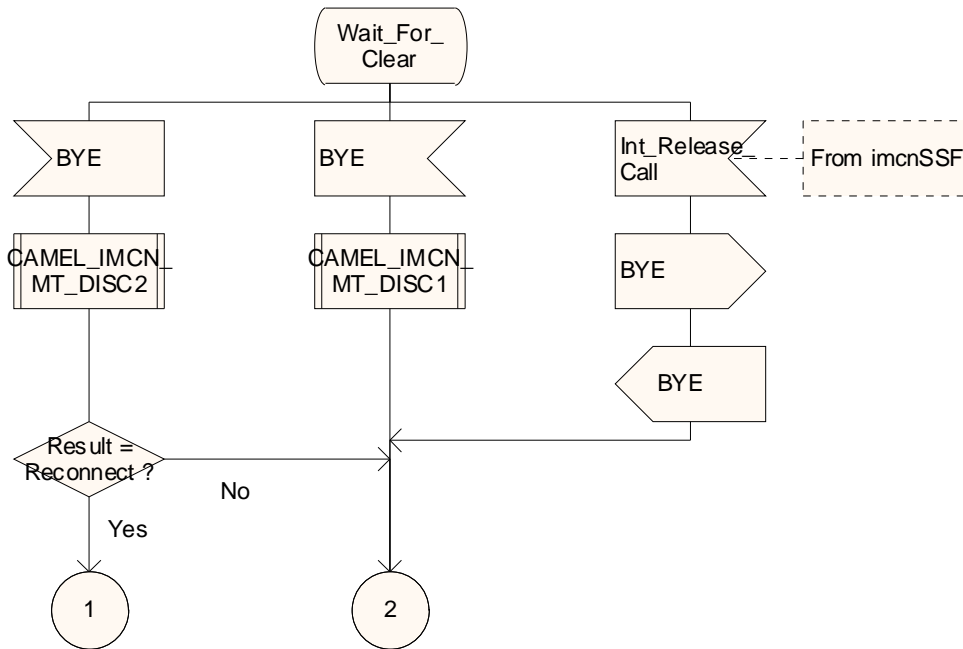 Wait_For_
Clear
BYE
BYE
Int_Release_
Call
From imcnSSF
CAMEL_IMCN_
MT_DISC2
CAMEL_IMCN_
MT_DISC1
BYE
BYE
Result =
Reconnect ?
No
Yes
1
2